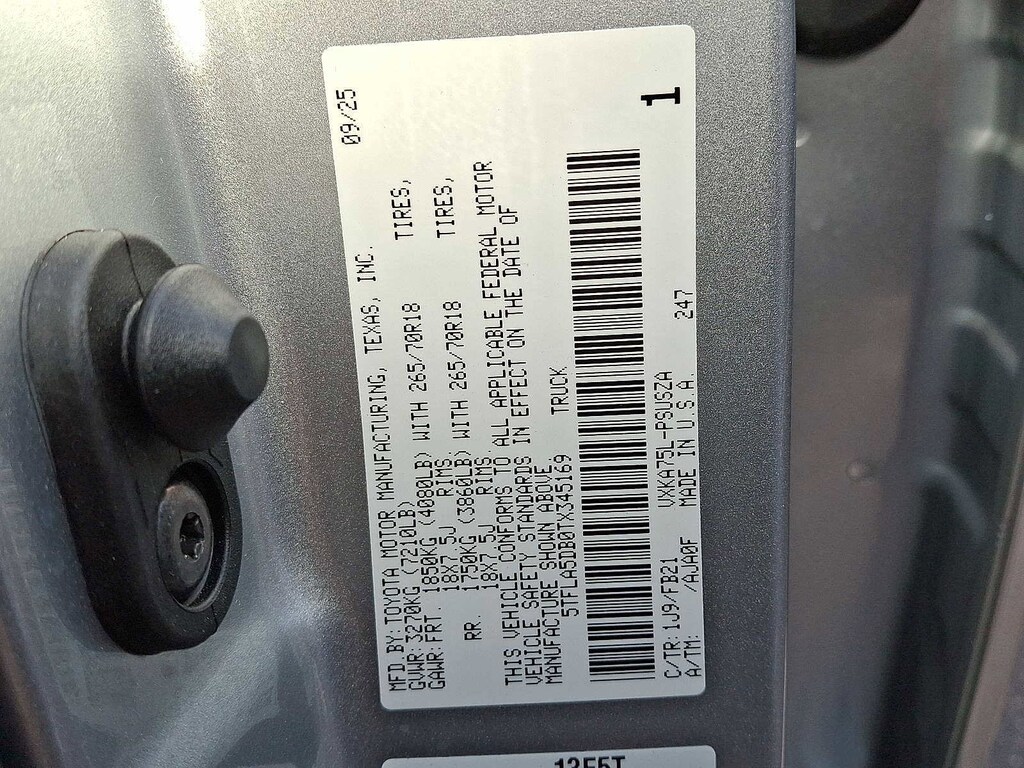 09/25
MFD BY: TOYOTA MOTOR MANUFACTURING, TEXAS, INC.
GVWR: 3270KG (7210LB)
GAWR: FRT. 1850KG (4080LB) WITH 265/70R18 TIRES,
18X7.5J RIMS
RR. 1750KG (3860LB) WITH 265/70R18 TIRES,
18X7.5J RIMS
THIS VEHICLE CONFORMS TO ALL APPLICABLE FEDERAL MOTOR
VEHICLE SAFETY STANDARDS IN EFFECT ON THE DATE OF
MANUFACTURE SHOWN ABOVE
5TFLA5DB0TX345169 TRUCK
1
C/TR: 1J9/FB21 VXKA75L-PSUSZA 247
A/TM: /AJA0F MADE IN U.S.A.